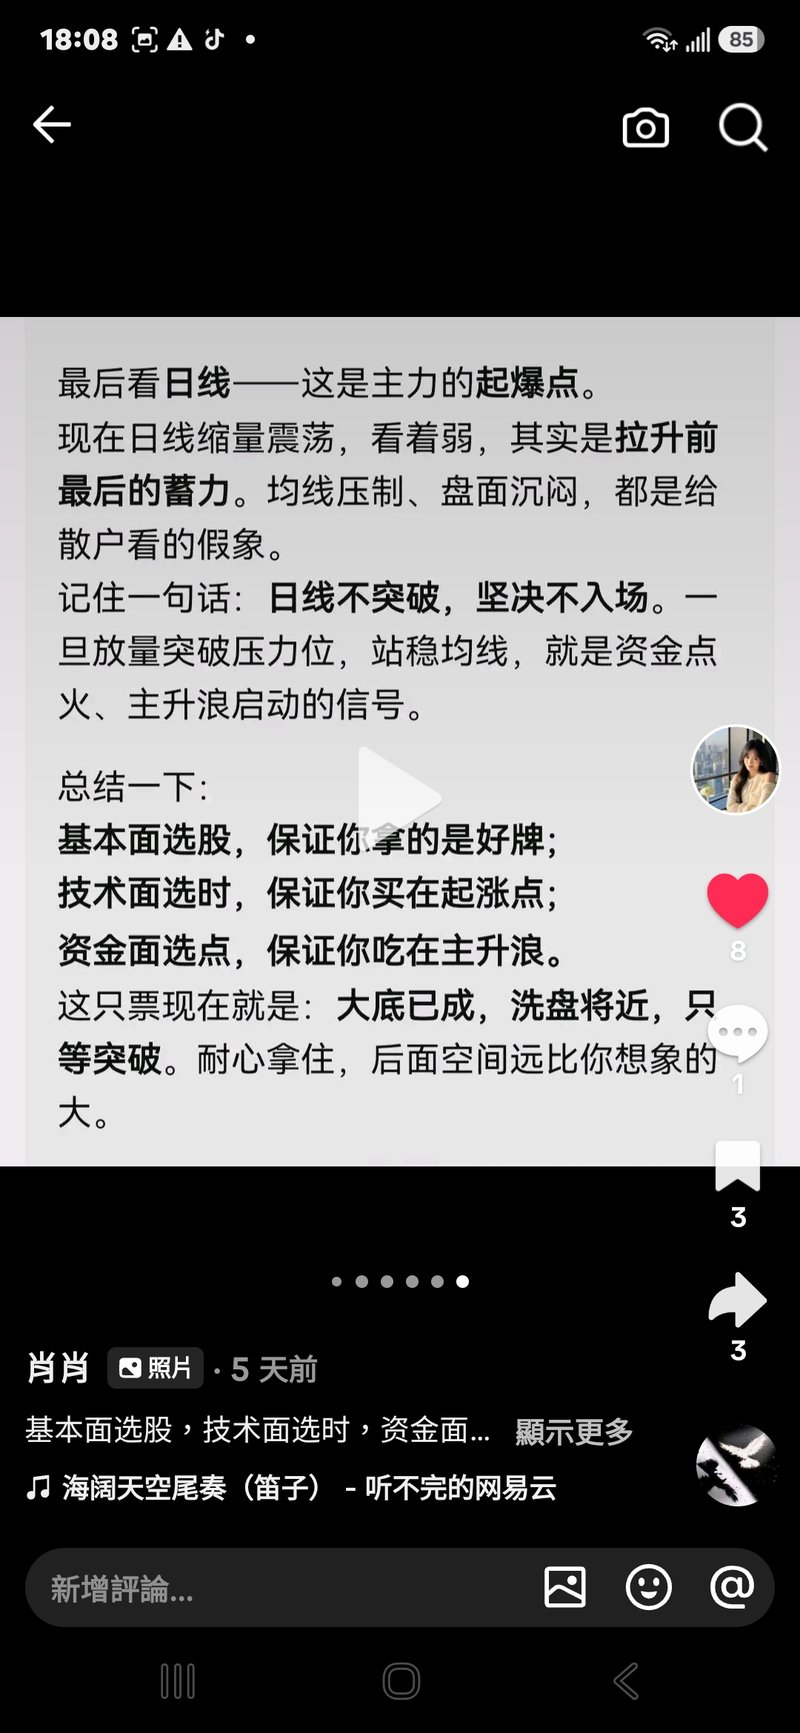 18:08
85
最后看日线——这是主力的起爆点。
现在日线缩量震荡，看着弱，其实是拉升前
最后的蓄力。均线压制、盘面沉闷，都是给
散户看的假象。
记住一句话：日线不突破，坚决不入场。一
旦放量突破压力位，站稳均线，就是资金点
火、主升浪启动的信号。
总结一下：
基本面选股，保证你拿的是好牌；
技术面选时，保证你买在起涨点；
资金面选点，保证你吃在主升浪。
这只票现在就是：大底已成，洗盘将近，只
等突破。耐心拿住，后面空间远比你想象的
大。
8
1
3
3
肖肖 照片 · 5 天前
基本面选股，技术面选时，资金面... 顯示更多
海阔天空尾奏（笛子） - 听不完的网易云
新增評論...